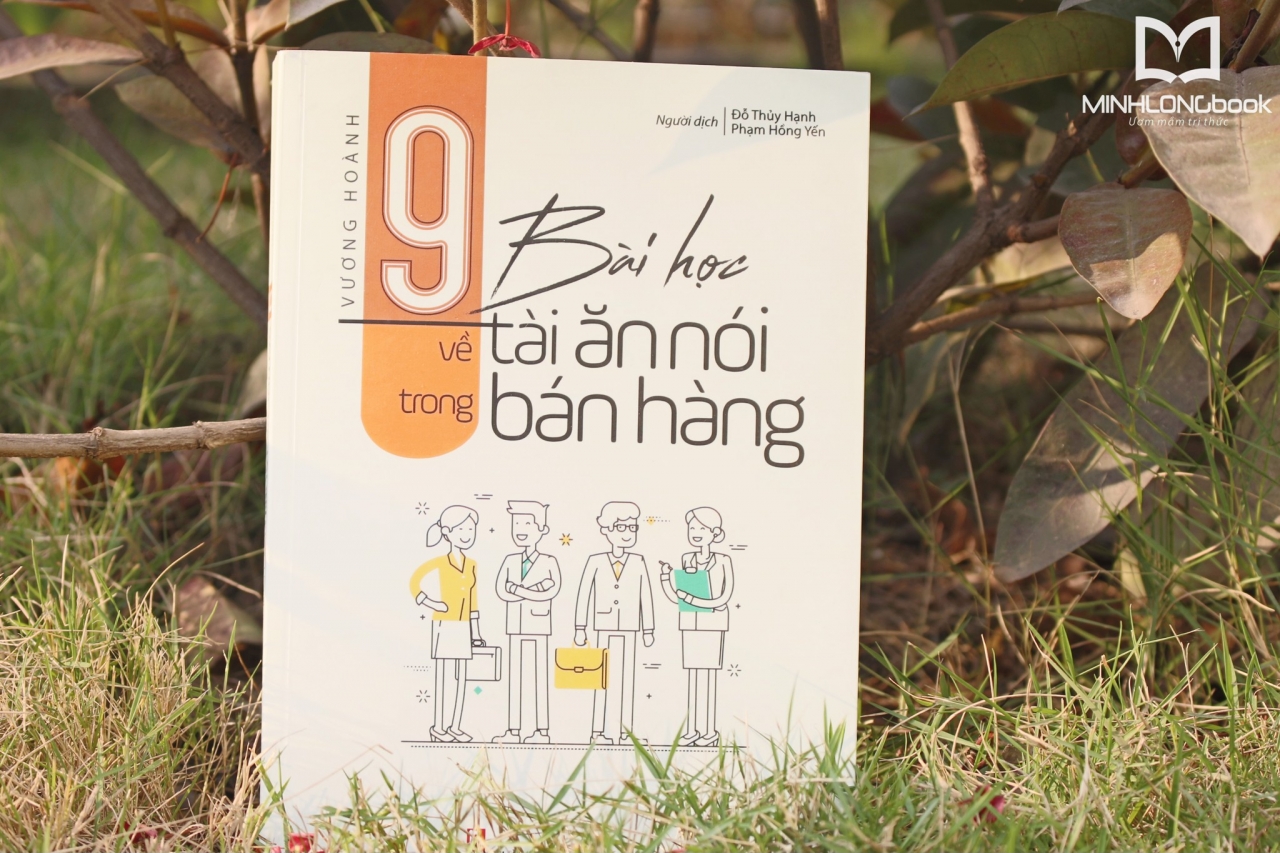 VƯƠNG HOÀNH
9
Người dịch
Đỗ Thủy Hạnh
Phạm Hồng Yến
Bài học
về tài ăn nói
trong bán hàng
MINHLONGbook
Ươm mầm tri thức